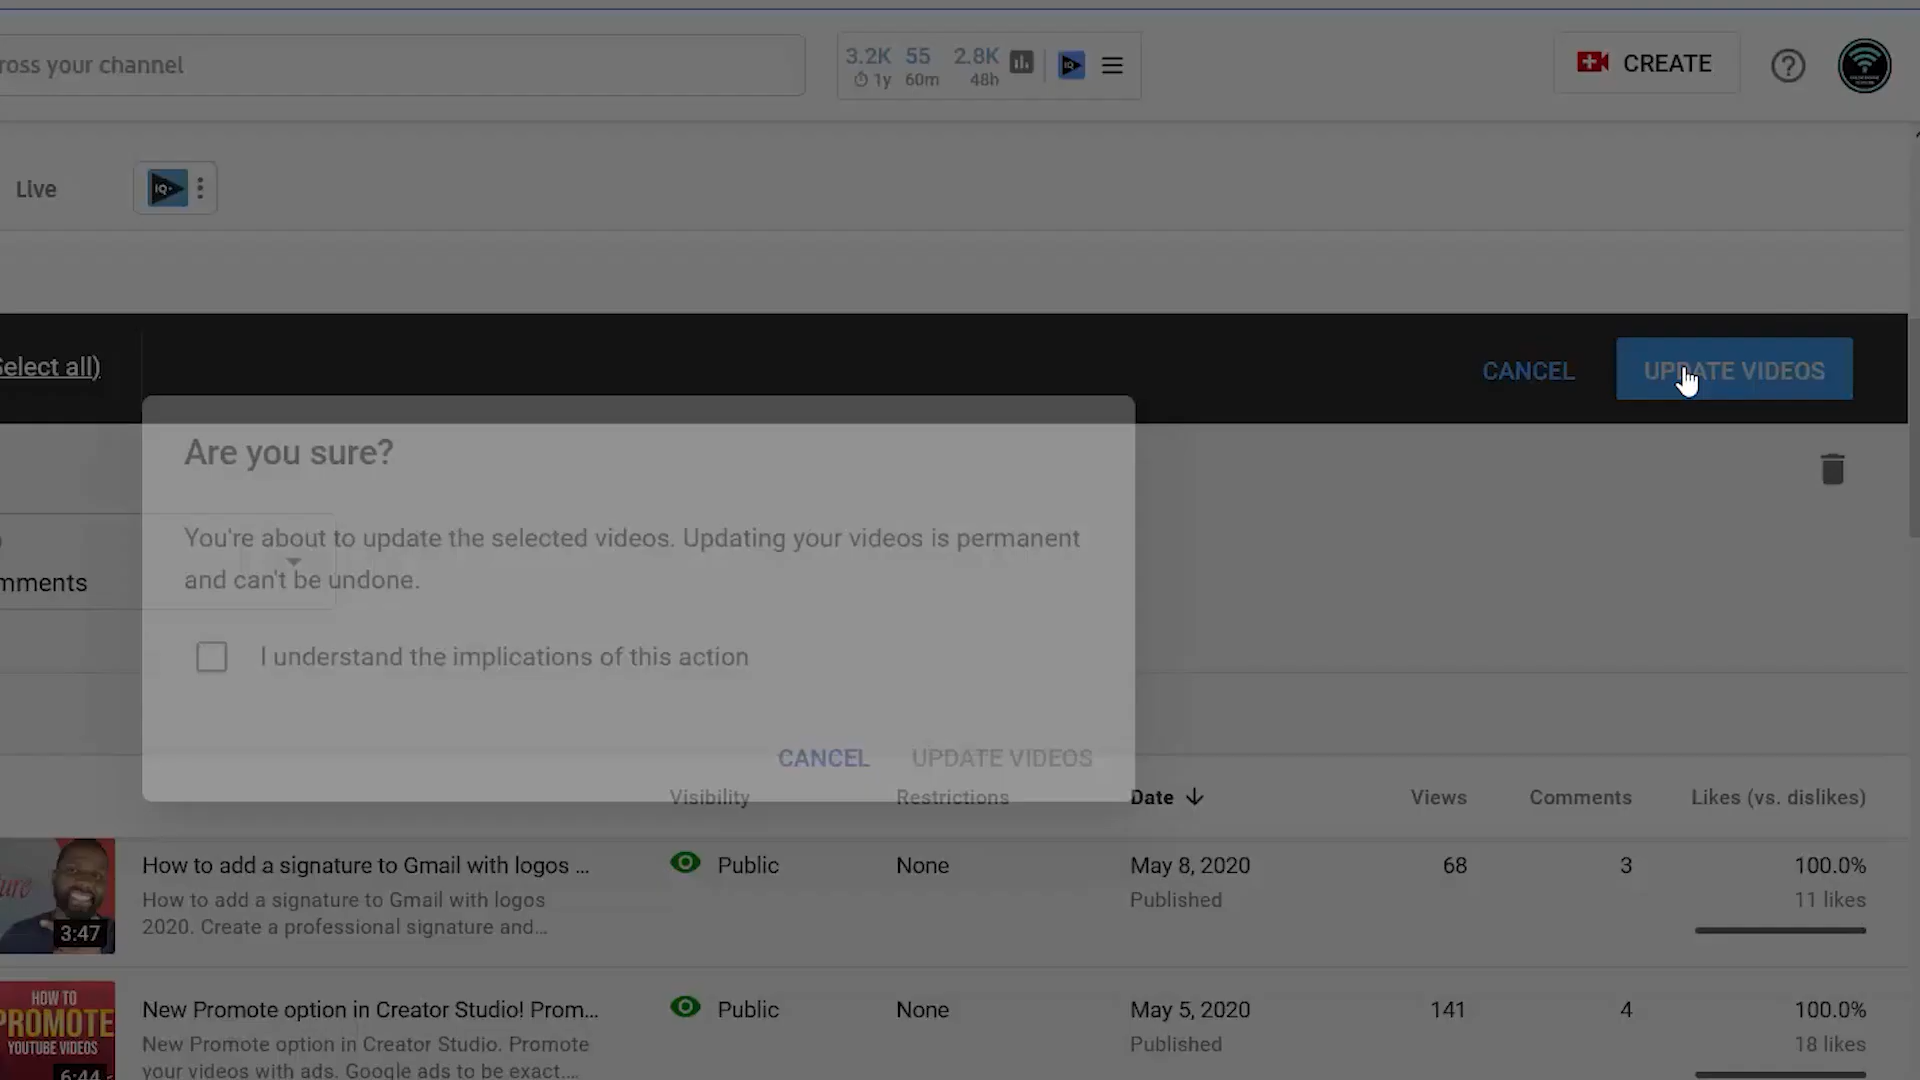 ross your channel
3.2K 55 2.8K
1y 60m 48h
IQ
CREATE
Live
IQ
Select all)
CANCEL
UPDATE VIDEOS
Are you sure?
You're about to update the selected videos. Updating your videos is permanent
and can't be undone.
mments
I understand the implications of this action
CANCEL
UPDATE VIDEOS
Visibility
Restrictions
Date
Views
Comments
Likes (vs. dislikes)
How to add a signature to Gmail with logos ...
Public
None
May 8, 2020
68
3
100.0%
How to add a signature to Gmail with logos
Published
11 likes
2020. Create a professional signature and...
ure
3:47
HOW TO
PROMOTE
YOUTUBE VIDEOS
6:44
New Promote option in Creator Studio! Prom...
Public
None
May 5, 2020
141
4
100.0%
New Promote option in Creator Studio. Promote
Published
18 likes
your videos with ads. Google ads to be exact....